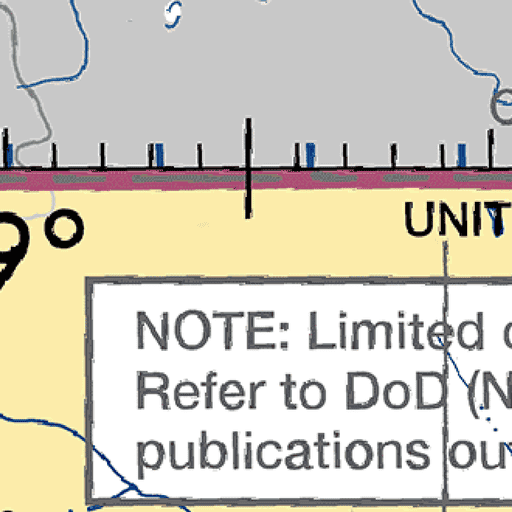 9°
UNIT
NOTE: Limited
Refer to DoD (N
publications ou